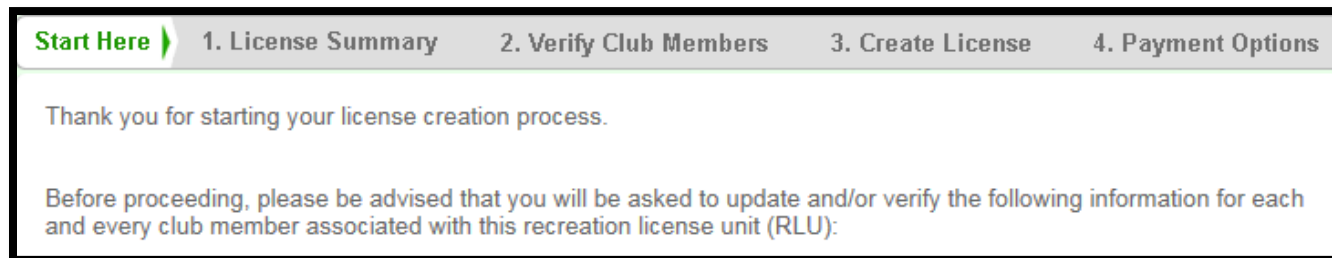 Start Here 1. License Summary 2. Verify Club Members 3. Create License 4. Payment Options
Thank you for starting your license creation process.
Before proceeding, please be advised that you will be asked to update and/or verify the following information for each
and every club member associated with this recreation license unit (RLU):